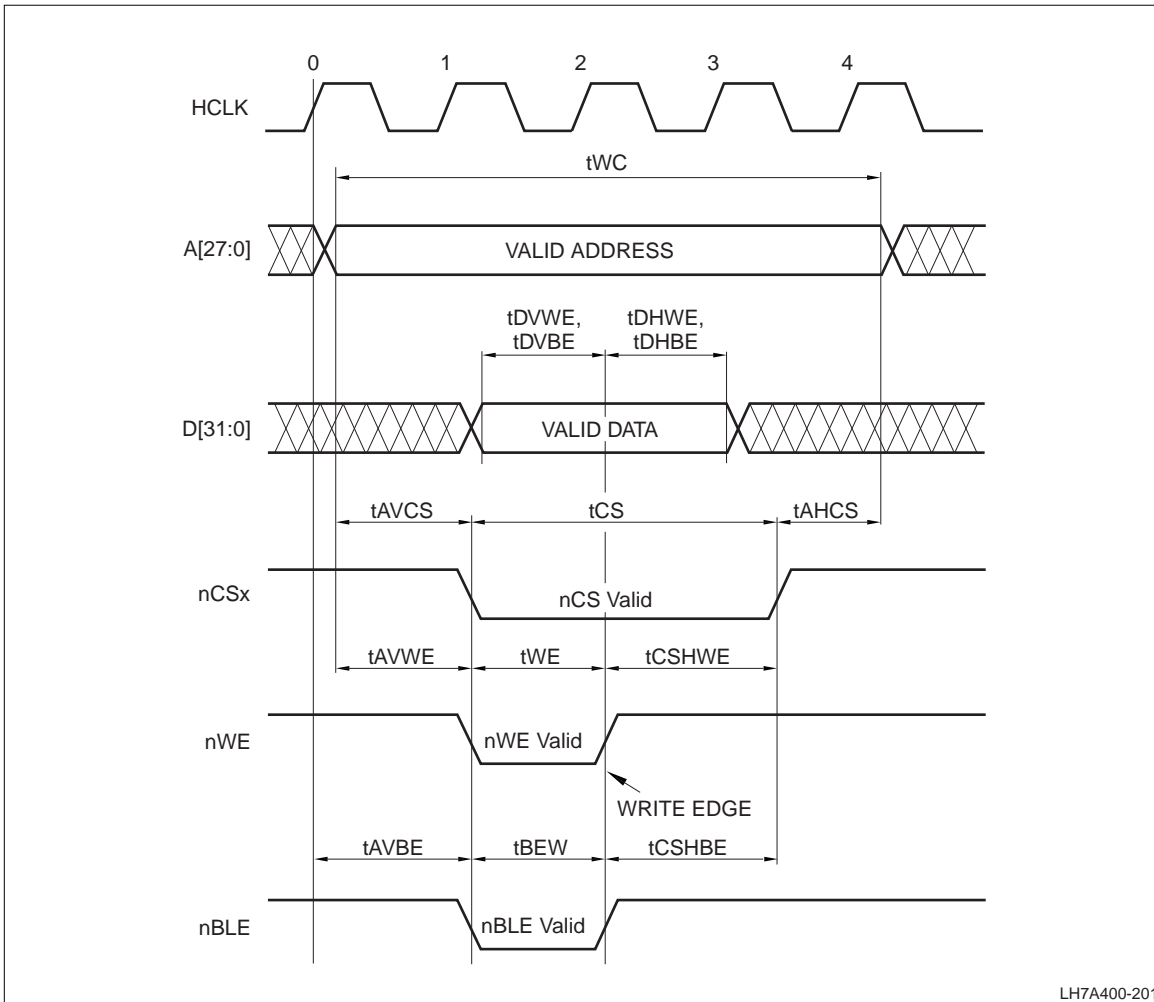 0 1 2 3 4
HCLK
tWC
A[27:0] VALID ADDRESS
tDVWE, tDHWE,
tDVBE tDHBE
D[31:0] VALID DATA
tAVCS tCS tAHCS
nCSx nCS Valid
tAVWE tWE tCSHWE
nWE nWE Valid
WRITE EDGE
tAVBE tBEW tCSHBE
nBLE nBLE Valid